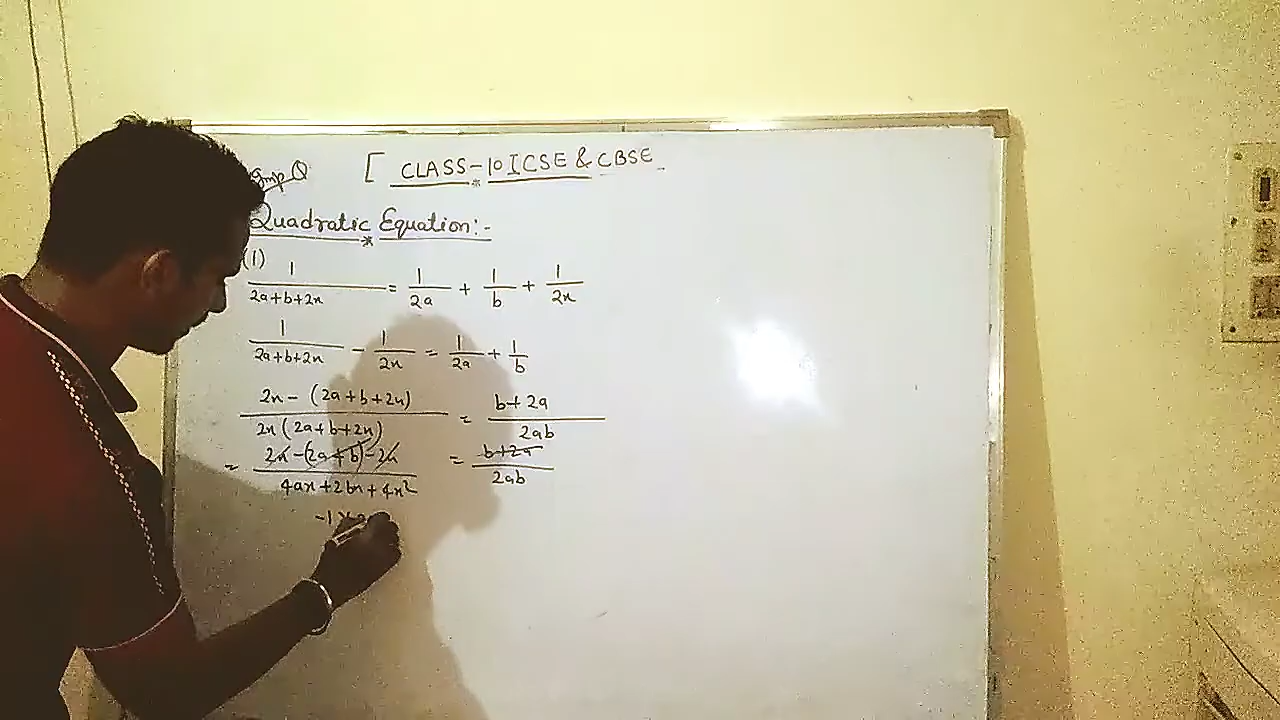 Imp Q [ CLASS-10 ICSE & CBSE
Quadratic Equation:-
(1) 1/(2a+b+2x) = 1/2a + 1/b + 1/2x
1/(2a+b+2x) - 1/2x = 1/2a + 1/b
2x - (2a+b+2x) / 2x(2a+b+2x) = b+2a / 2ab
= 2x-(2a+b)-2x / 4ax+2bx+4x² = b+2a / 2ab
-1 ×